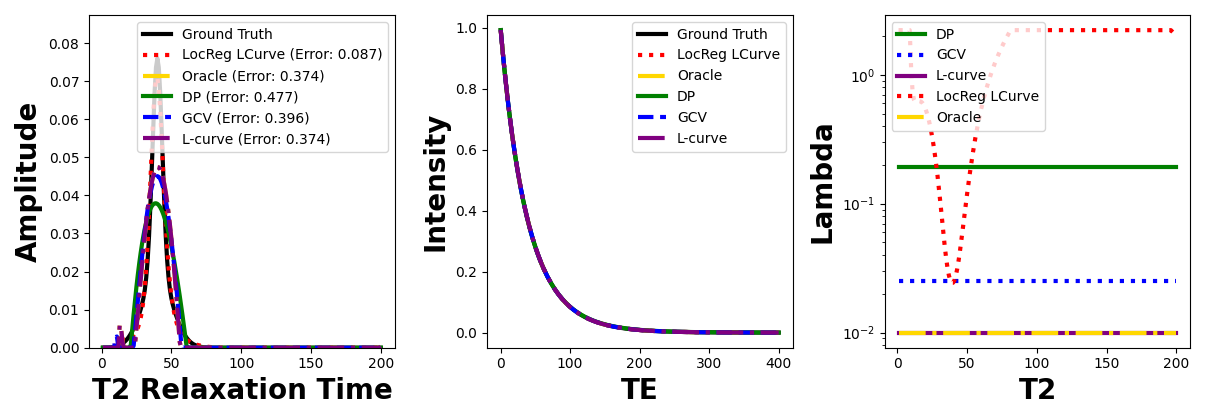 Amplitude
0.08
0.07
0.06
0.05
0.04
0.03
0.02
0.01
0.00
Ground Truth
LocReg LCurve (Error: 0.087)
Oracle (Error: 0.374)
DP (Error: 0.477)
GCV (Error: 0.396)
L-curve (Error: 0.374)
0 50 100 150 200
T2 Relaxation Time
Intensity
1.0
0.8
0.6
0.4
0.2
0.0
Ground Truth
LocReg LCurve
Oracle
DP
GCV
L-curve
0 100 200 300 400
TE
Lambda
10⁰
10⁻¹
10⁻²
DP
GCV
L-curve
LocReg LCurve
Oracle
0 50 100 150 200
T2